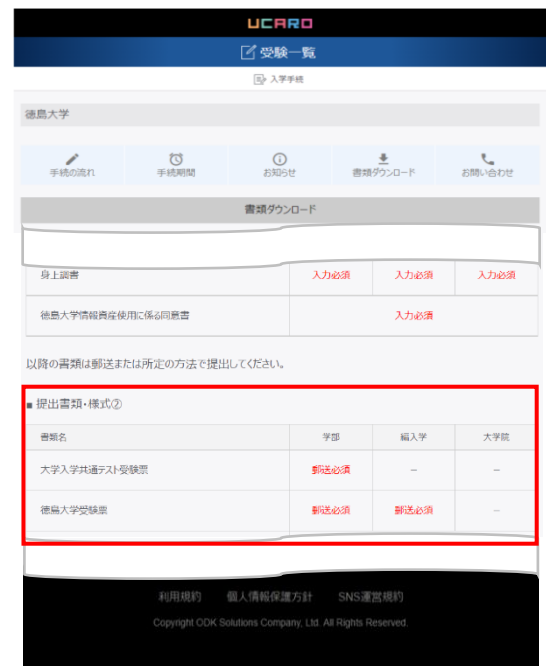 UCARO
受験一覧
入学手続
徳島大学
手続の流れ 手続期間 お知らせ 書類ダウンロード お問い合わせ
書類ダウンロード
身上調書 入力必須 入力必須 入力必須
徳島大学情報資産使用に係る同意書 入力必須
以降の書類は郵送または所定の方法で提出してください。
■ 提出書類・様式②
書類名 学部 編入学 大学院
大学入学共通テスト受験票 郵送必須 － －
徳島大学受験票 郵送必須 郵送必須 －
利用規約 個人情報保護方針 SNS運営規約
Copyright ODK Solutions Company, Ltd. All Rights Reserved.